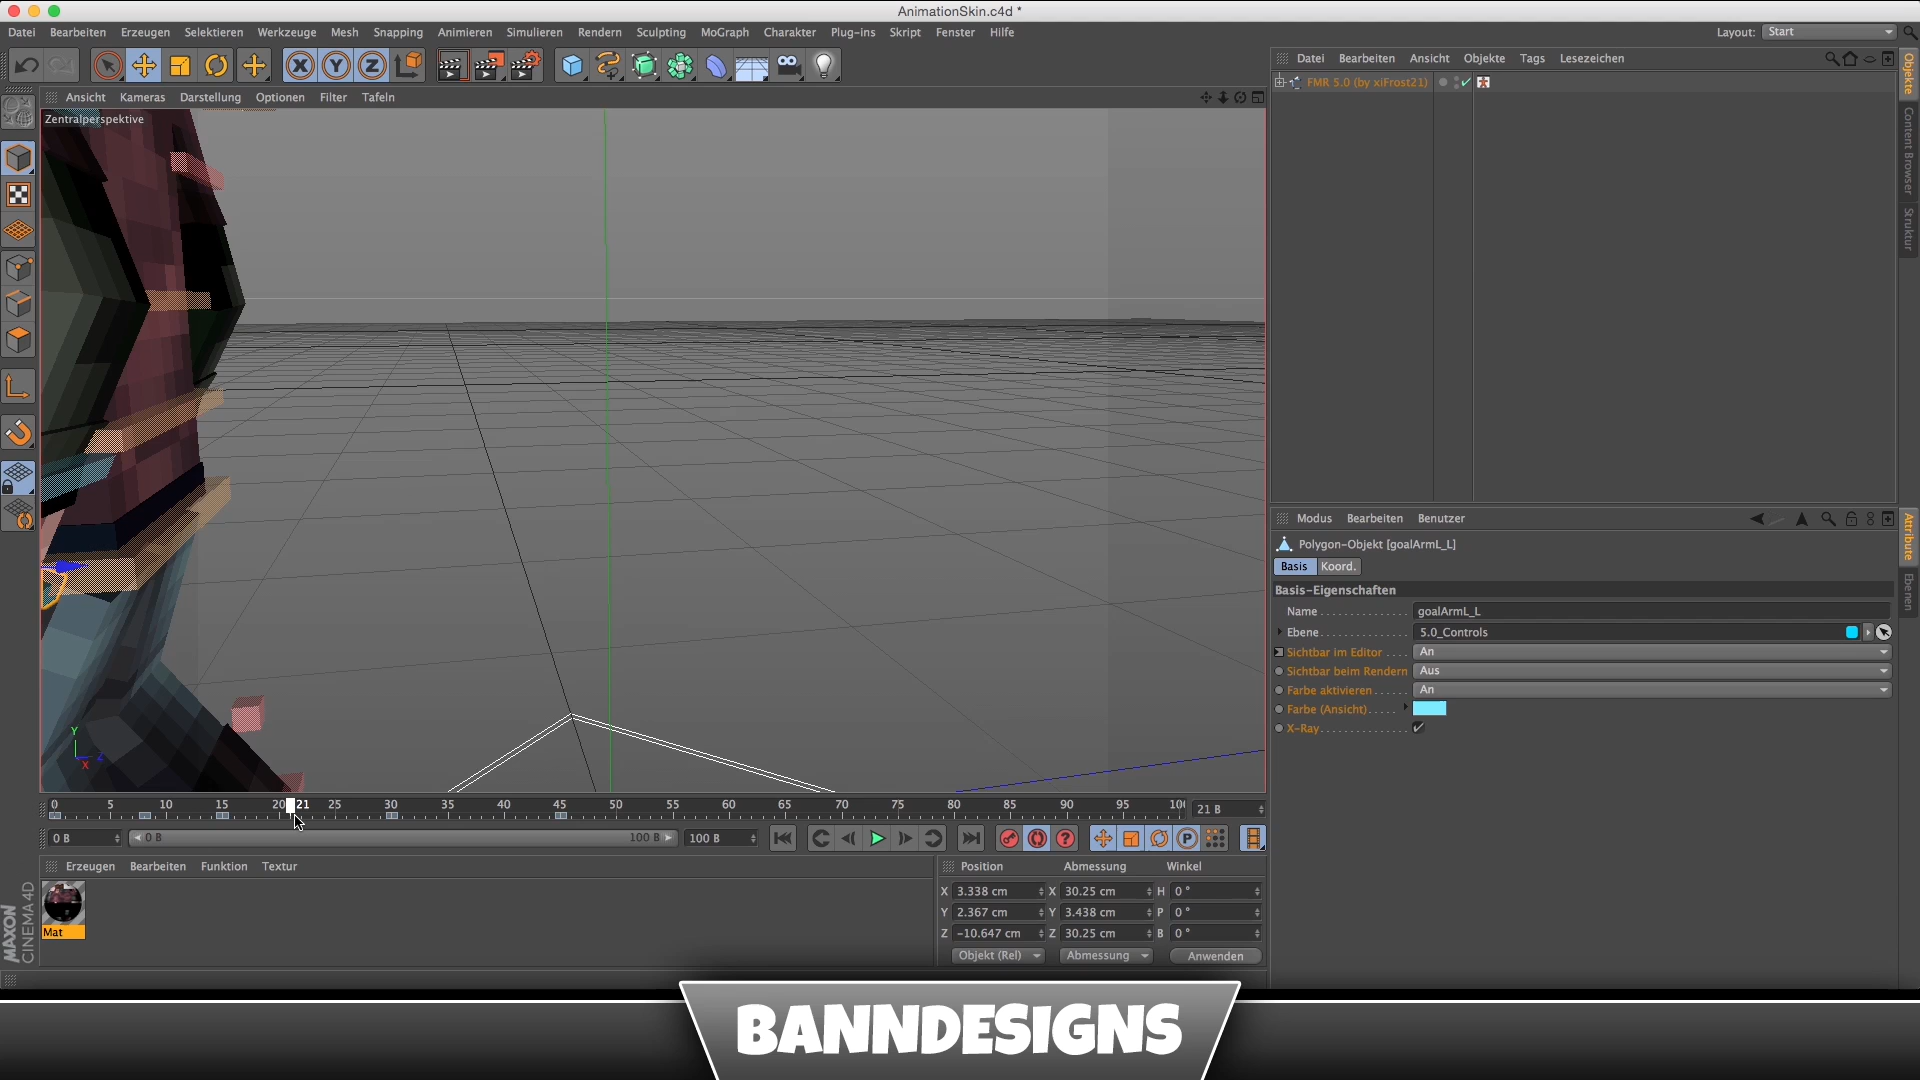 AnimationSkin.c4d *
Datei Bearbeiten Erzeugen Selektieren Werkzeuge Mesh Snapping Animieren Simulieren Rendern Sculpting MoGraph Charakter Plug-ins Skript Fenster Hilfe
Layout: Start
Datei Bearbeiten Ansicht Objekte Tags Lesezeichen
FMR 5.0 (by xiFrost21)
Objekte
Content Browser
Struktur
Ansicht Kameras Darstellung Optionen Filter Tafeln
Zentralperspektive
Y
Z
X
Modus Bearbeiten Benutzer
Polygon-Objekt [goalArmL_L]
Basis Koord.
Basis-Eigenschaften
Name goalArmL_L
Ebene 5.0_Controls
Sichtbar im Editor An
Sichtbar beim Rendern Aus
Farbe aktivieren An
Farbe (Ansicht)
X-Ray
Attribute
Ebenen
0 5 10 15 20 21 25 30 35 40 45 50 55 60 65 70 75 80 85 90 95 100
21 B
0 B 0 B 100 B 100 B
Erzeugen Bearbeiten Funktion Textur
Mat
MAXON
CINEMA 4D
Position Abmessung Winkel
X 3.338 cm X 30.25 cm H 0 °
Y 2.367 cm Y 3.438 cm P 0 °
Z -10.647 cm Z 30.25 cm B 0 °
Objekt (Rel) Abmessung Anwenden
BANNDESIGNS